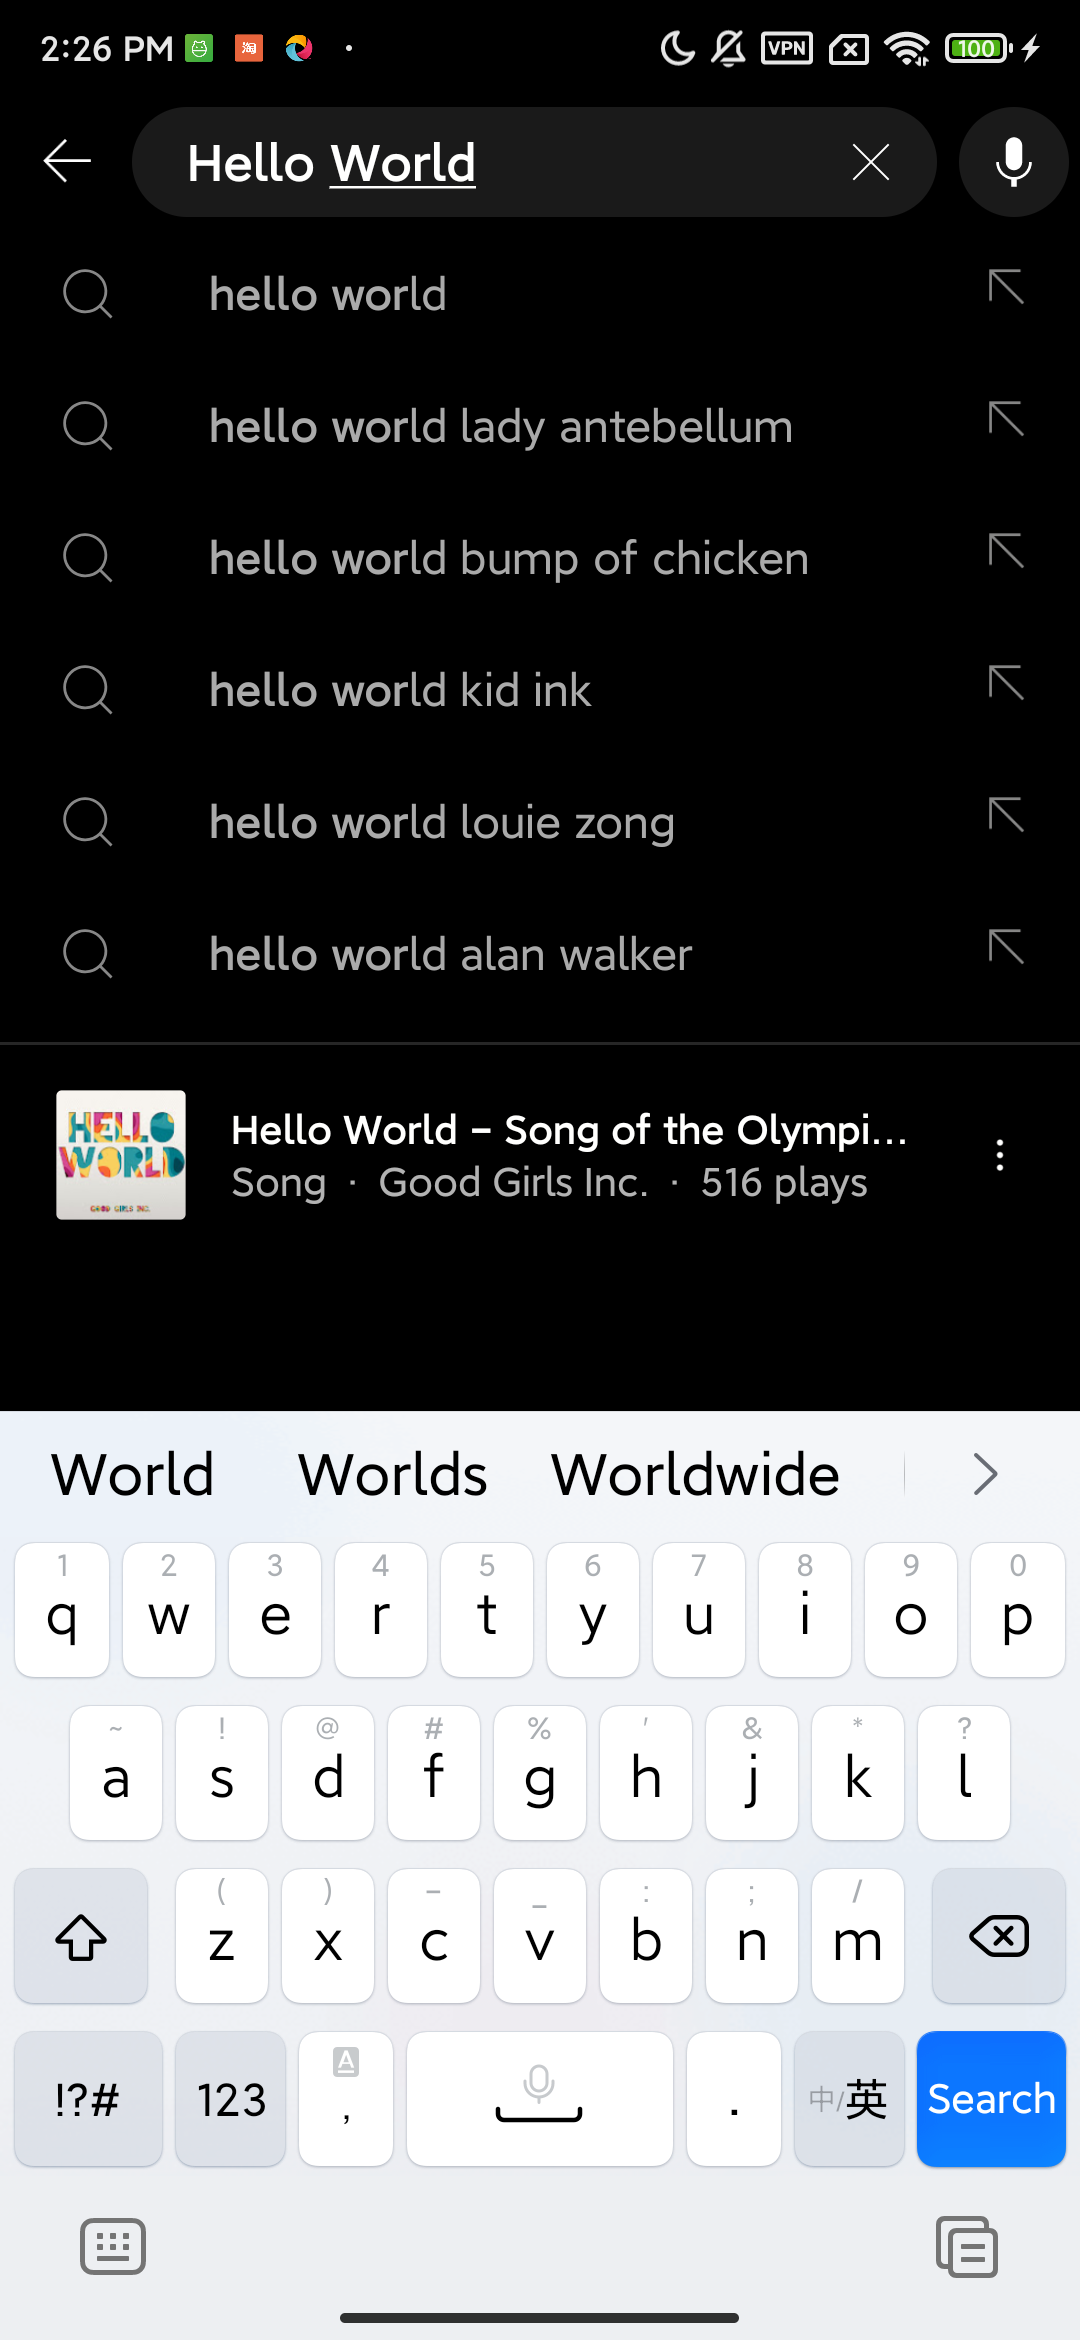 2:26 PM
淘
VPN
100
Hello World
hello world
hello world lady antebellum
hello world bump of chicken
hello world kid ink
hello world louie zong
hello world alan walker
HELLO
WORLD
GOOD GIRLS INC.
Hello World – Song of the Olympi...
Song · Good Girls Inc. · 516 plays
World Worlds Worldwide
1 2 3 4 5 6 7 8 9 0
q w e r t y u i o p
~ ! @ # % ' & * ?
a s d f g h j k l
( ) – _ : ; /
z x c v b n m
A
!?# 123 , . 中/英 Search